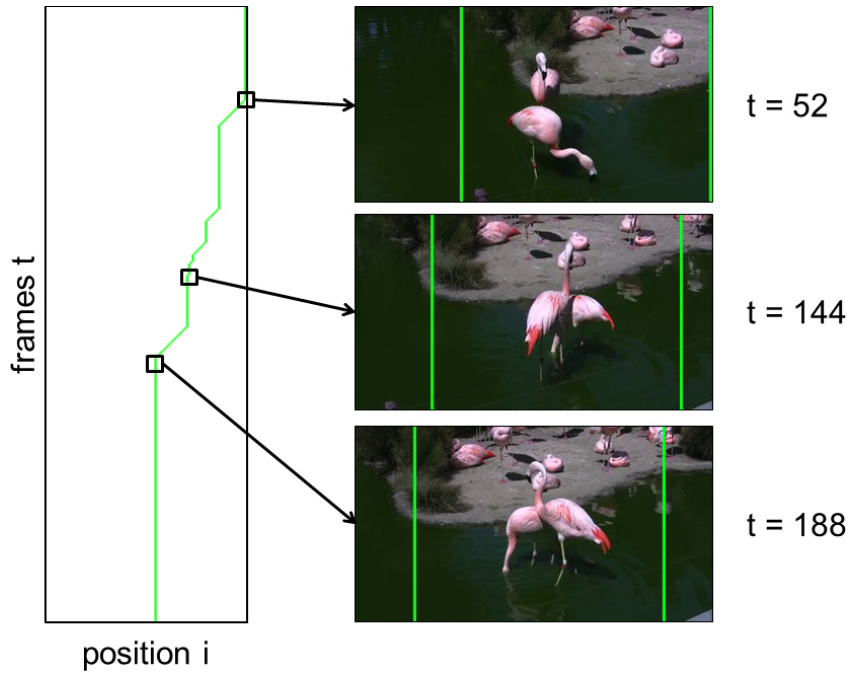 frames t
position i
t = 52
t = 144
t = 188